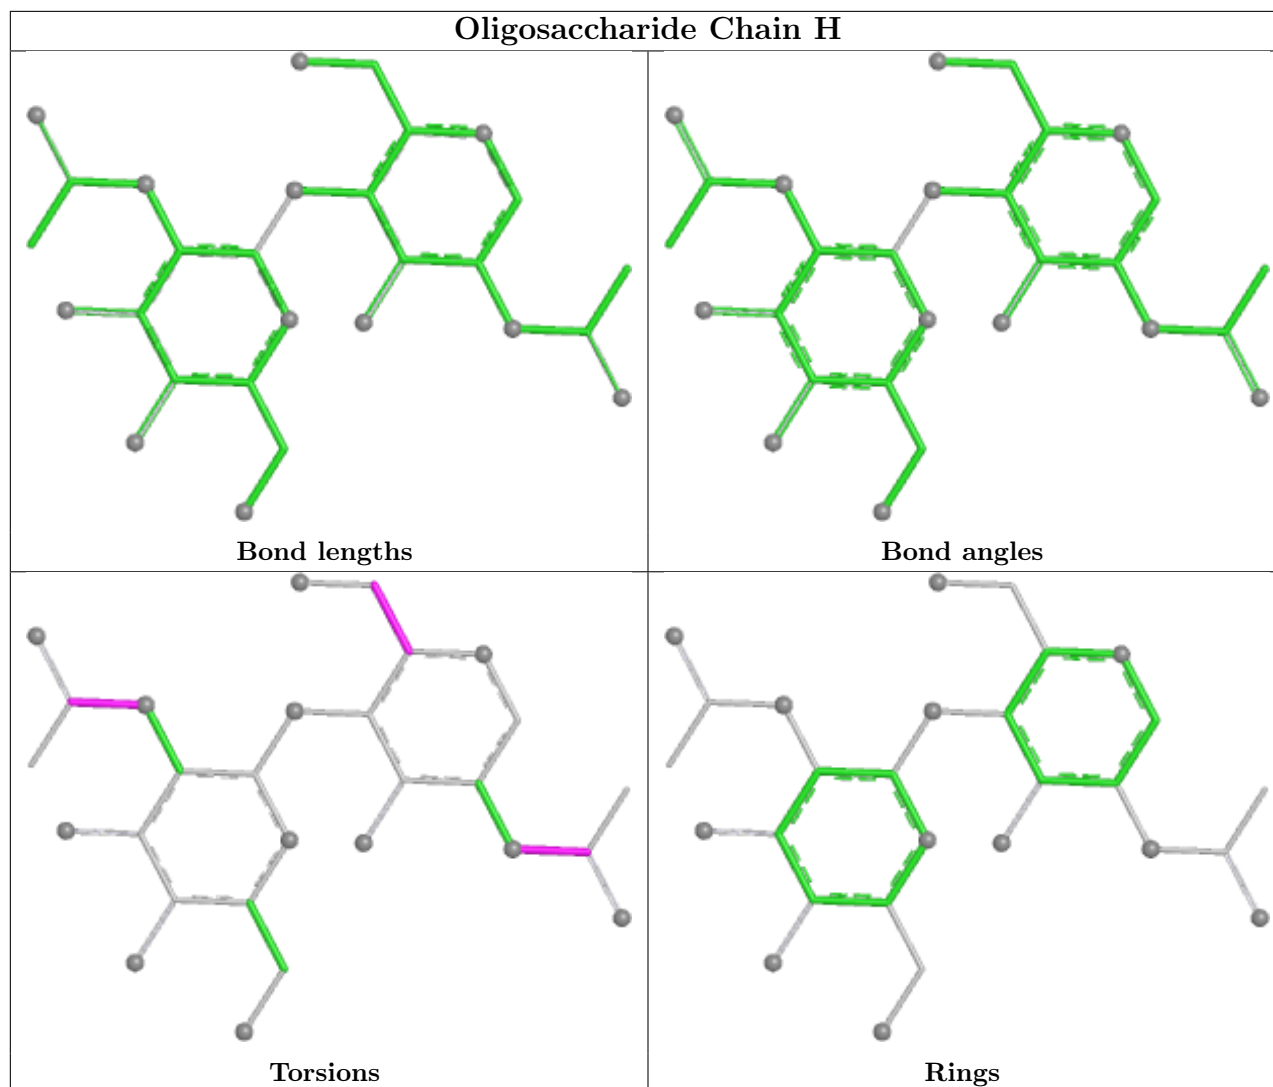 Oligosaccharide Chain H
Bond lengths
Bond angles
Torsions
Rings